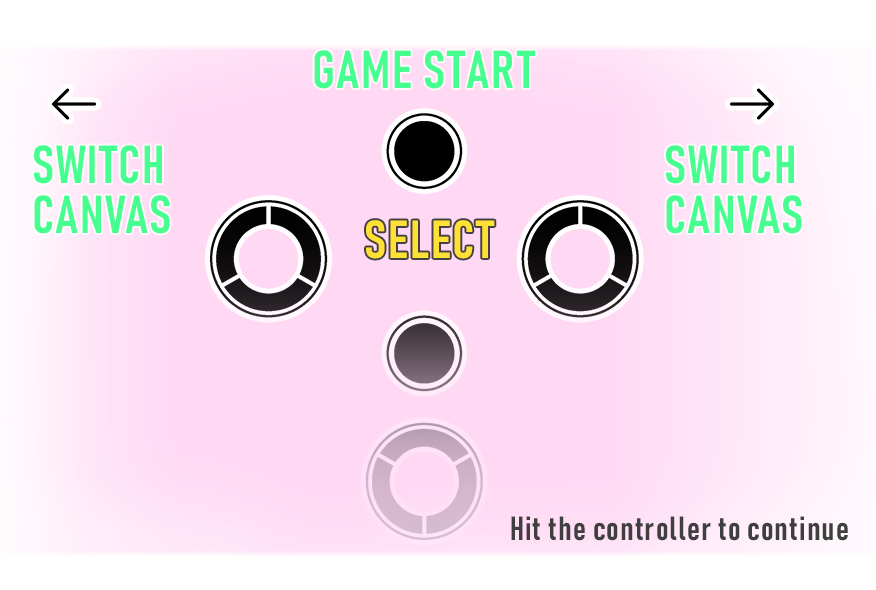 GAME START
SWITCH
CANVAS
SWITCH
CANVAS
SELECT
Hit the controller to continue